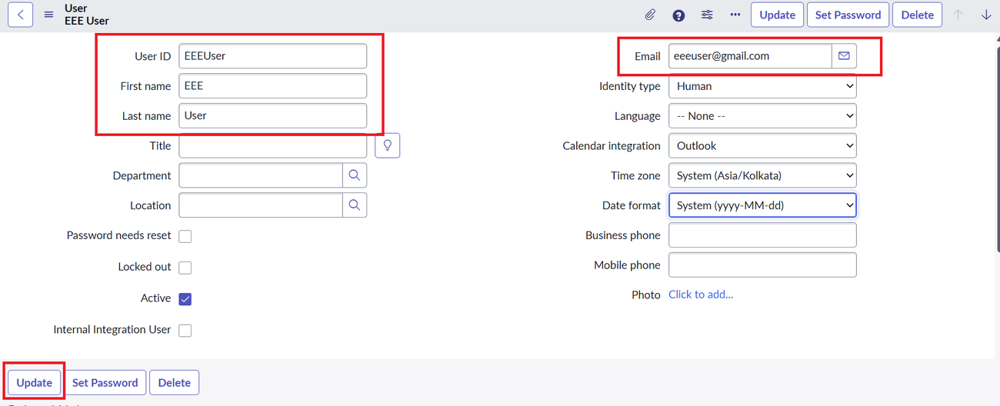 User
EEE User
Update Set Password Delete
User ID EEEUser
First name EEE
Last name User
Title
Department
Location
Password needs reset
Locked out
Active
Internal Integration User
Email eeeuser@gmail.com
Identity type Human
Language -- None --
Calendar integration Outlook
Time zone System (Asia/Kolkata)
Date format System (yyyy-MM-dd)
Business phone
Mobile phone
Photo Click to add...
Update Set Password Delete